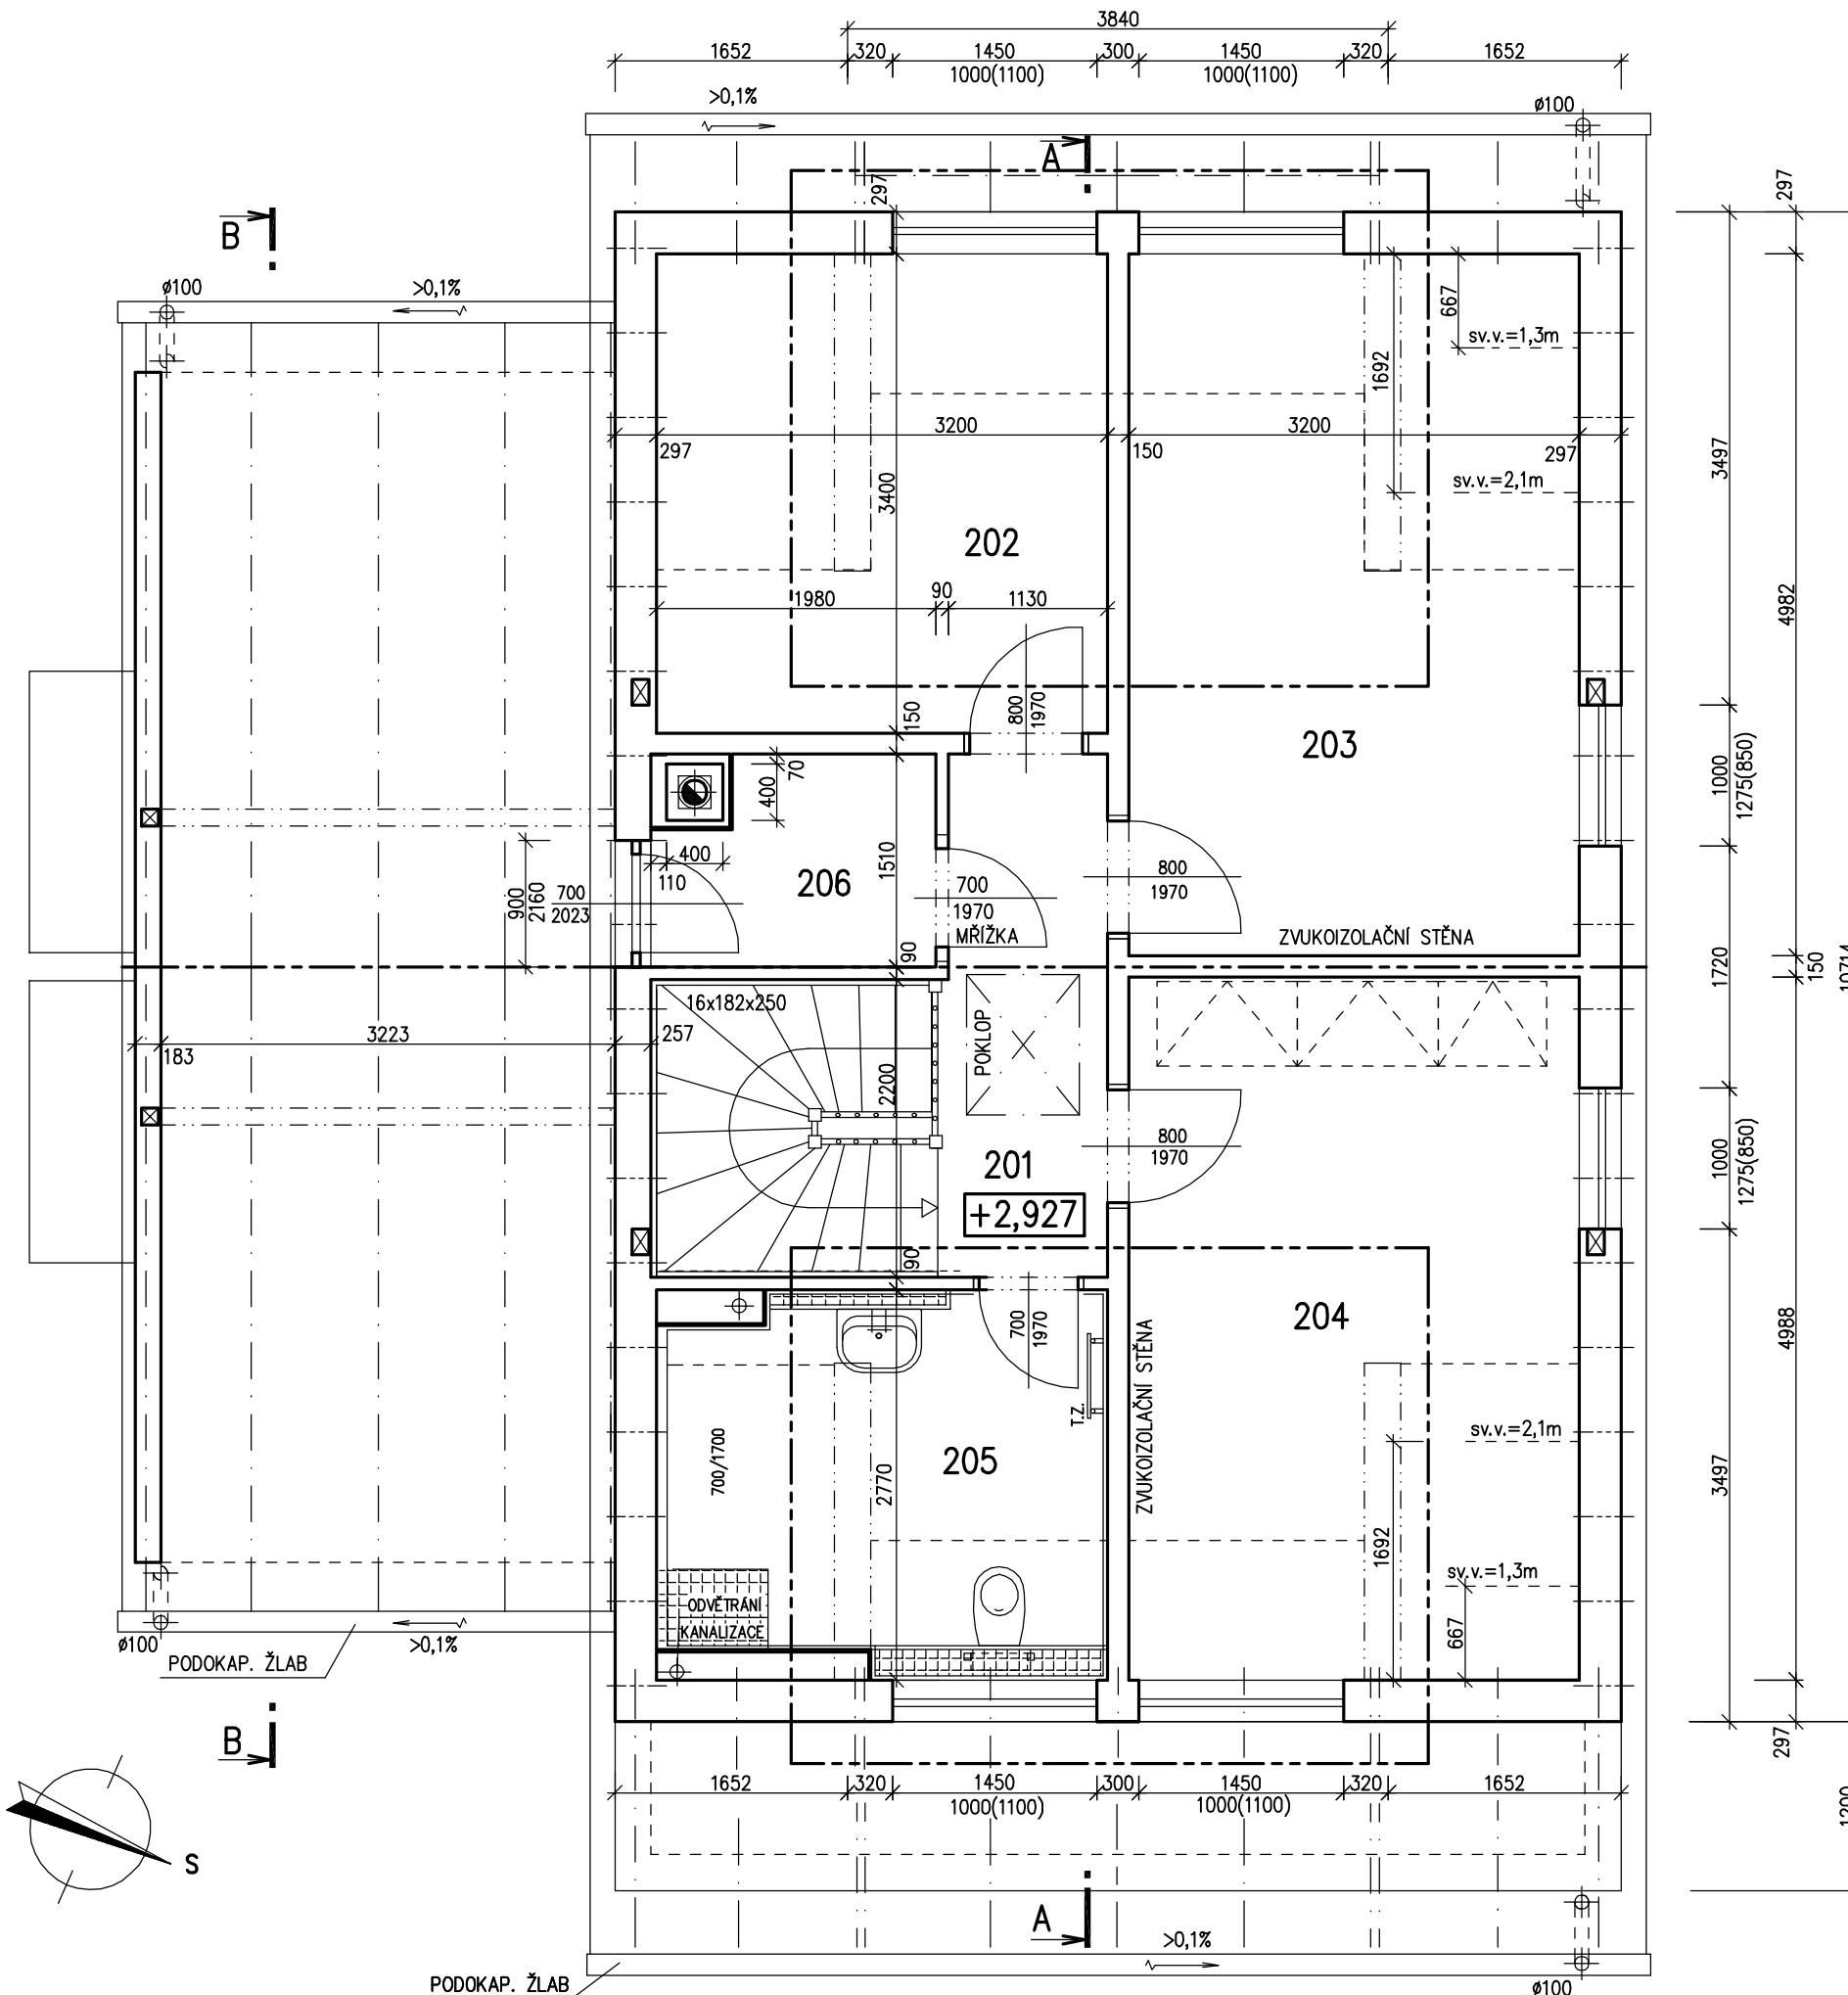 3840
1652 320 1450 300 1450 320 1652
1000(1100) 1000(1100)
>0,1%
ø100
A
297
297
B
ø100
>0,1%
667
sv.v.=1,3m
1692
3200 3200
297 150 297
sv.v.=2,1m
3497
3400
202
1980 90 1130
4982
150
800
1970
203
70
400
1000
1275(850)
400
110
1510
206
900
2160
700
2023
700
1970
MŘÍŽKA
800
1970
ZVUKOIZOLAČNÍ STĚNA
90
1720
150
10714
16x182x250
POKLOP
3223
183
257
2200
201
+2,927
800
1970
1000
1275(850)
90
700
1970
204
4988
ZVUKOIZOLAČNÍ STĚNA
T.Z.
sv.v.=2,1m
205
700/1700
2770
3497
1692
sv.v.=1,3m
667
ODVĚTRÁNÍ
KANALIZACE
ø100
>0,1%
PODOKAP. ŽLAB
B
297
1652 320 1450 300 1450 320 1652
1000(1100) 1000(1100)
1200
S
A
>0,1%
PODOKAP. ŽLAB
ø100